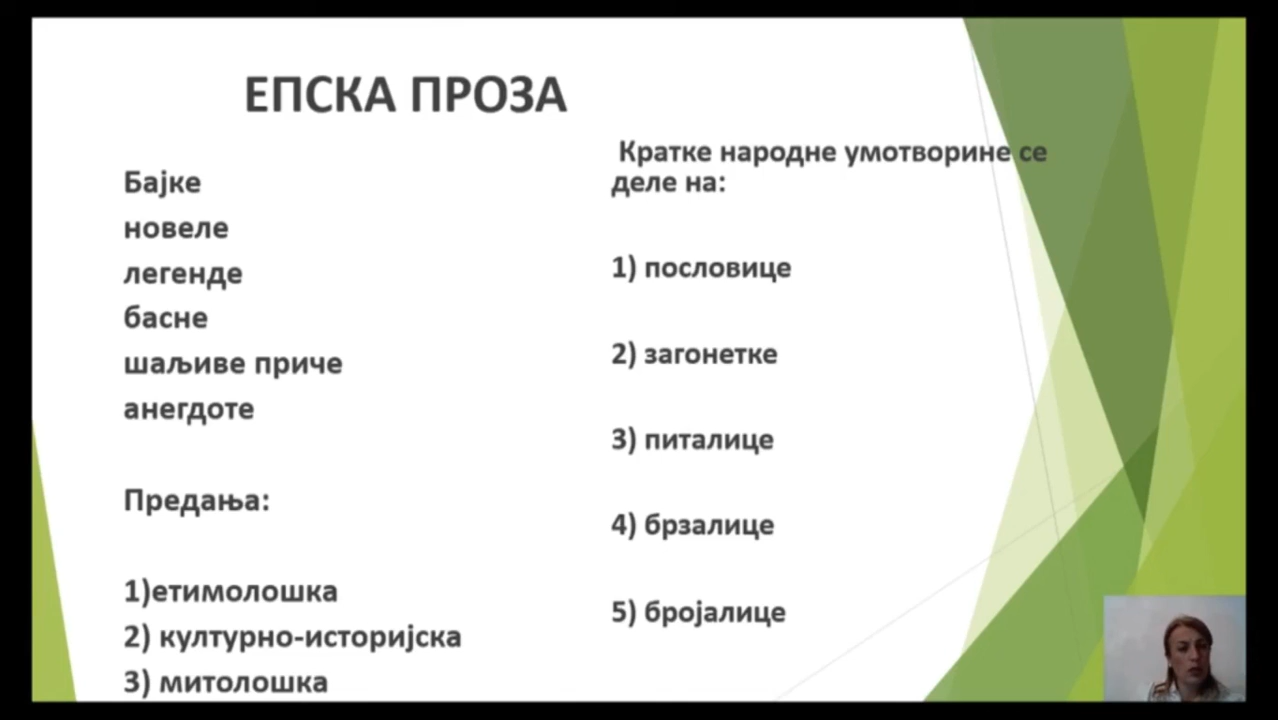 ЕПСКА ПРОЗА
Бајке
новеле
легенде
басне
шаљиве приче
анегдоте
Предања:
1)етимолошка
2) културно-историјска
3) митолошка
Кратке народне умотворине се
деле на:
1) пословице
2) загонетке
3) питалице
4) брзалице
5) бројалице